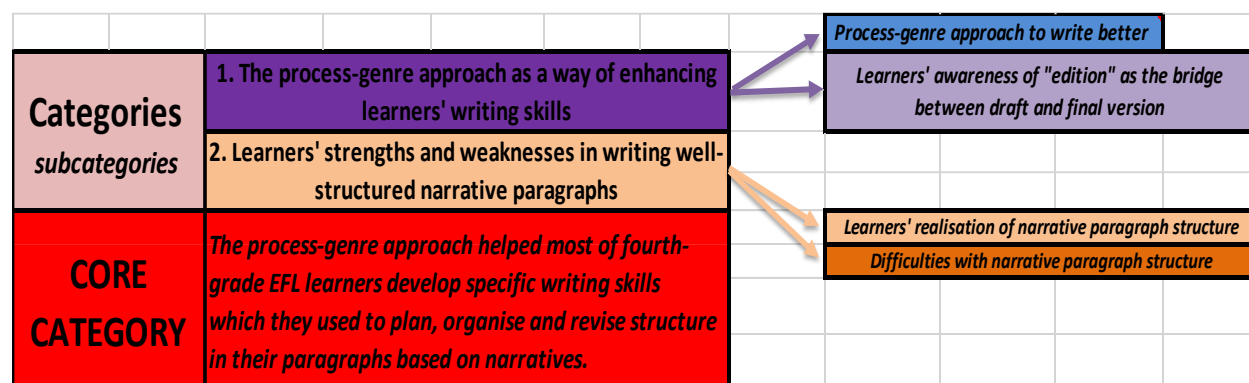 Categories
subcategories
1. The process-genre approach as a way of enhancing
learners' writing skills
2. Learners' strengths and weaknesses in writing well-
structured narrative paragraphs
Process-genre approach to write better
Learners' awareness of "edition" as the bridge
between draft and final version
Learners' realisation of narrative paragraph structure
Difficulties with narrative paragraph structure
CORE
CATEGORY
The process-genre approach helped most of fourth-
grade EFL learners develop specific writing skills
which they used to plan, organise and revise structure
in their paragraphs based on narratives.